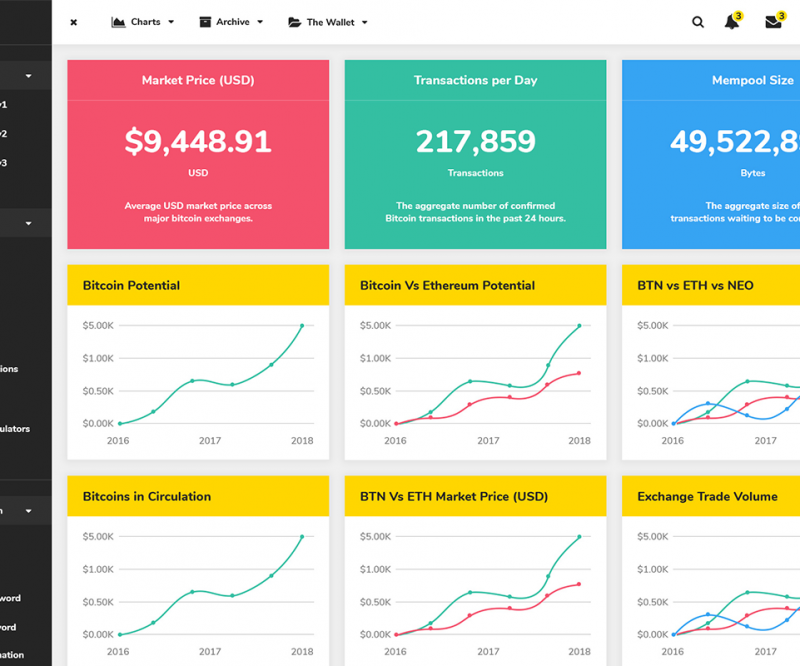 Charts
Archive
The Wallet
3
3
v1
v2
v3
Market Price (USD)
$9,448.91
USD
Average USD market price across
major bitcoin exchanges.
Transactions per Day
217,859
Transactions
The aggregate number of confirmed
Bitcoin transactions in the past 24 hours.
Mempool Size
49,522,8
Bytes
The aggregate size of
transactions waiting to be
Bitcoin Potential
$5.00K
$1.00K
$0.50K
$0.00K
2016 2017 2018
Bitcoin Vs Ethereum Potential
$5.00K
$1.00K
$0.50K
$0.00K
2016 2017 2018
BTN vs ETH vs NEO
$5.00K
$1.00K
$0.50K
$0.00K
2016 2017
ions
ulators
Bitcoins in Circulation
$5.00K
$1.00K
$0.50K
$0.00K
2016 2017 2018
BTN Vs ETH Market Price (USD)
$5.00K
$1.00K
$0.50K
$0.00K
2016 2017 2018
Exchange Trade Volume
$5.00K
$1.00K
$0.50K
$0.00K
2016 2017
n
word
ord
ation